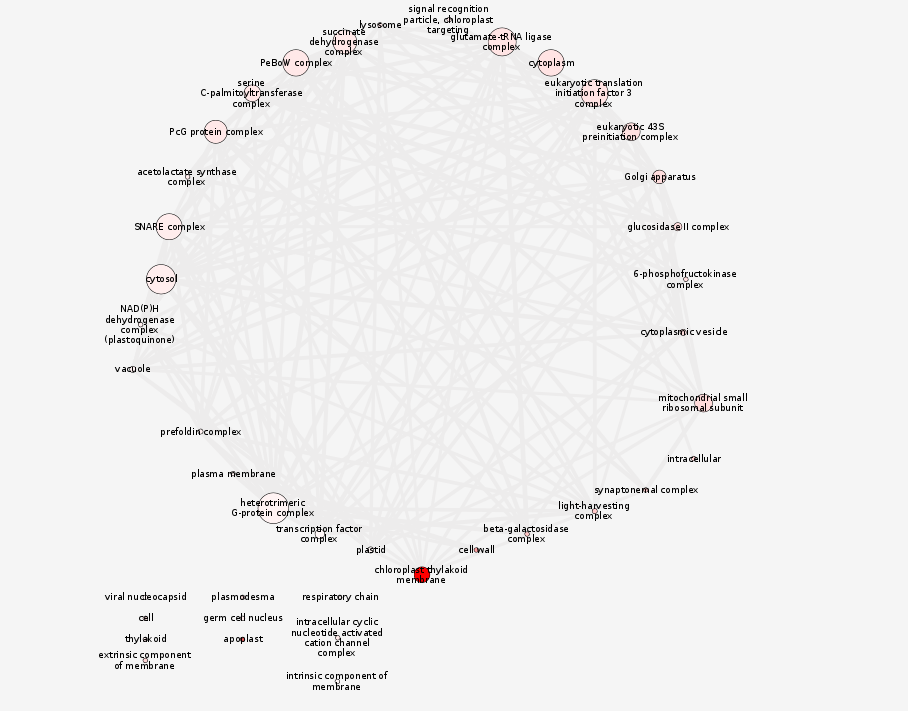 signal recognition
particle, chloroplast
targeting
lysosome
succinate
dehydrogenase
complex
glutamate-tRNA ligase
complex
PeBoW complex
cytoplasm
serine
C-palmitoyltransferase
complex
eukaryotic translation
initiation factor 3
complex
PcG protein complex
eukaryotic 43S
preinitiation complex
acetolactate synthase
complex
Golgi apparatus
SNARE complex
glucosidase II complex
cytosol
6-phosphofructokinase
complex
NAD(P)H
dehydrogenase
complex
(plastoquinone)
cytoplasmic vesicle
vacuole
mitochondrial small
ribosomal subunit
prefoldin complex
intracellular
plasma membrane
synaptonemal complex
heterotrimeric
G-protein complex
light-harvesting
complex
transcription factor
complex
beta-galactosidase
complex
plastid
cell wall
chloroplast thylakoid
membrane
viral nucleocapsid
plasmodesma
respiratory chain
cell
germ cell nucleus
intracellular cyclic
nucleotide activated
cation channel
complex
thylakoid
apoplast
extrinsic component
of membrane
intrinsic component of
membrane